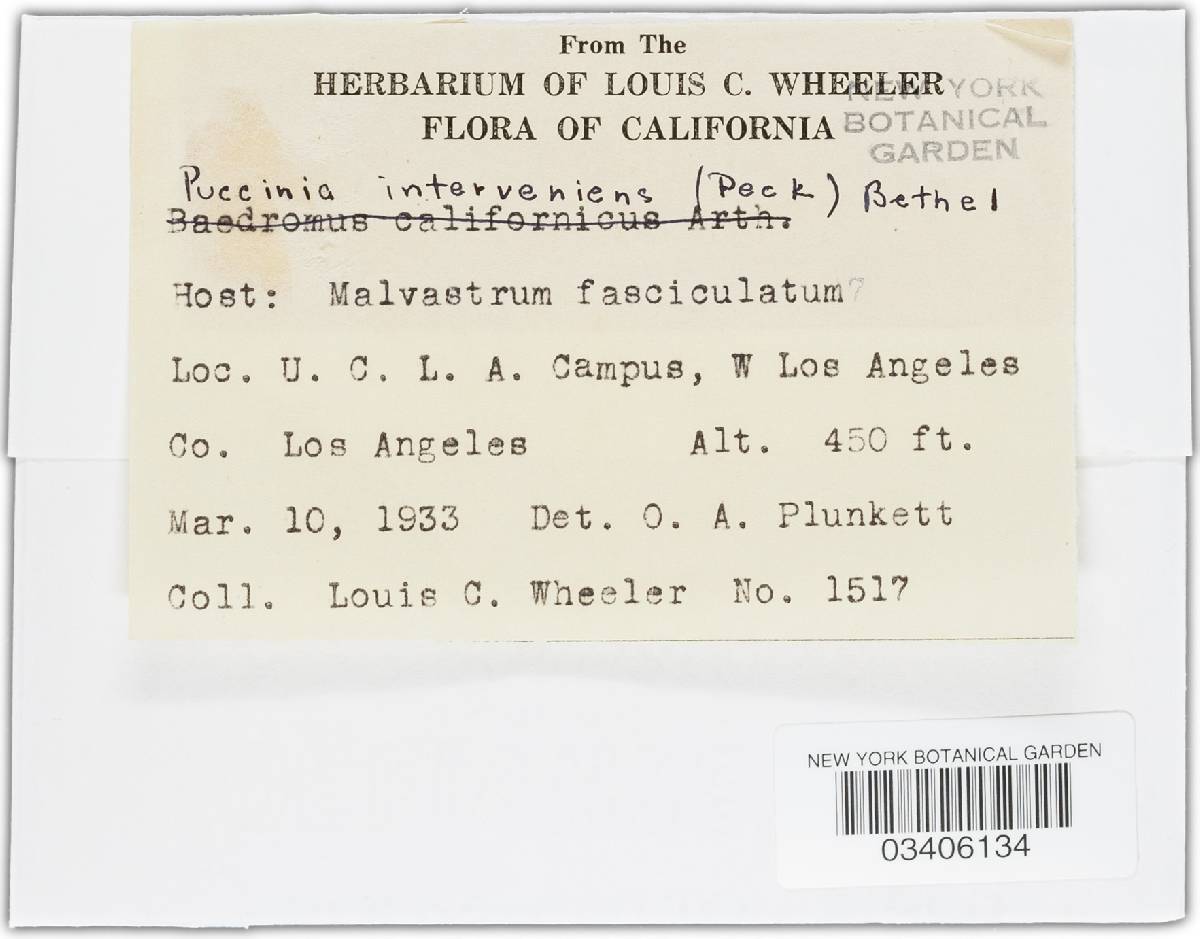 From The
HERBARIUM OF LOUIS C. WHEELER
FLORA OF CALIFORNIA
NEW YORK
BOTANICAL
GARDEN
Puccinia interveniens (Peck) Bethel
Baeodromus californicus Arth.
Host: Malvastrum fasciculatum?
Loc. U. C. L. A. Campus, W Los Angeles
Co. Los Angeles Alt. 450 ft.
Mar. 10, 1933 Det. O. A. Plunkett
Coll. Louis C. Wheeler No. 1517
NEW YORK BOTANICAL GARDEN
03406134